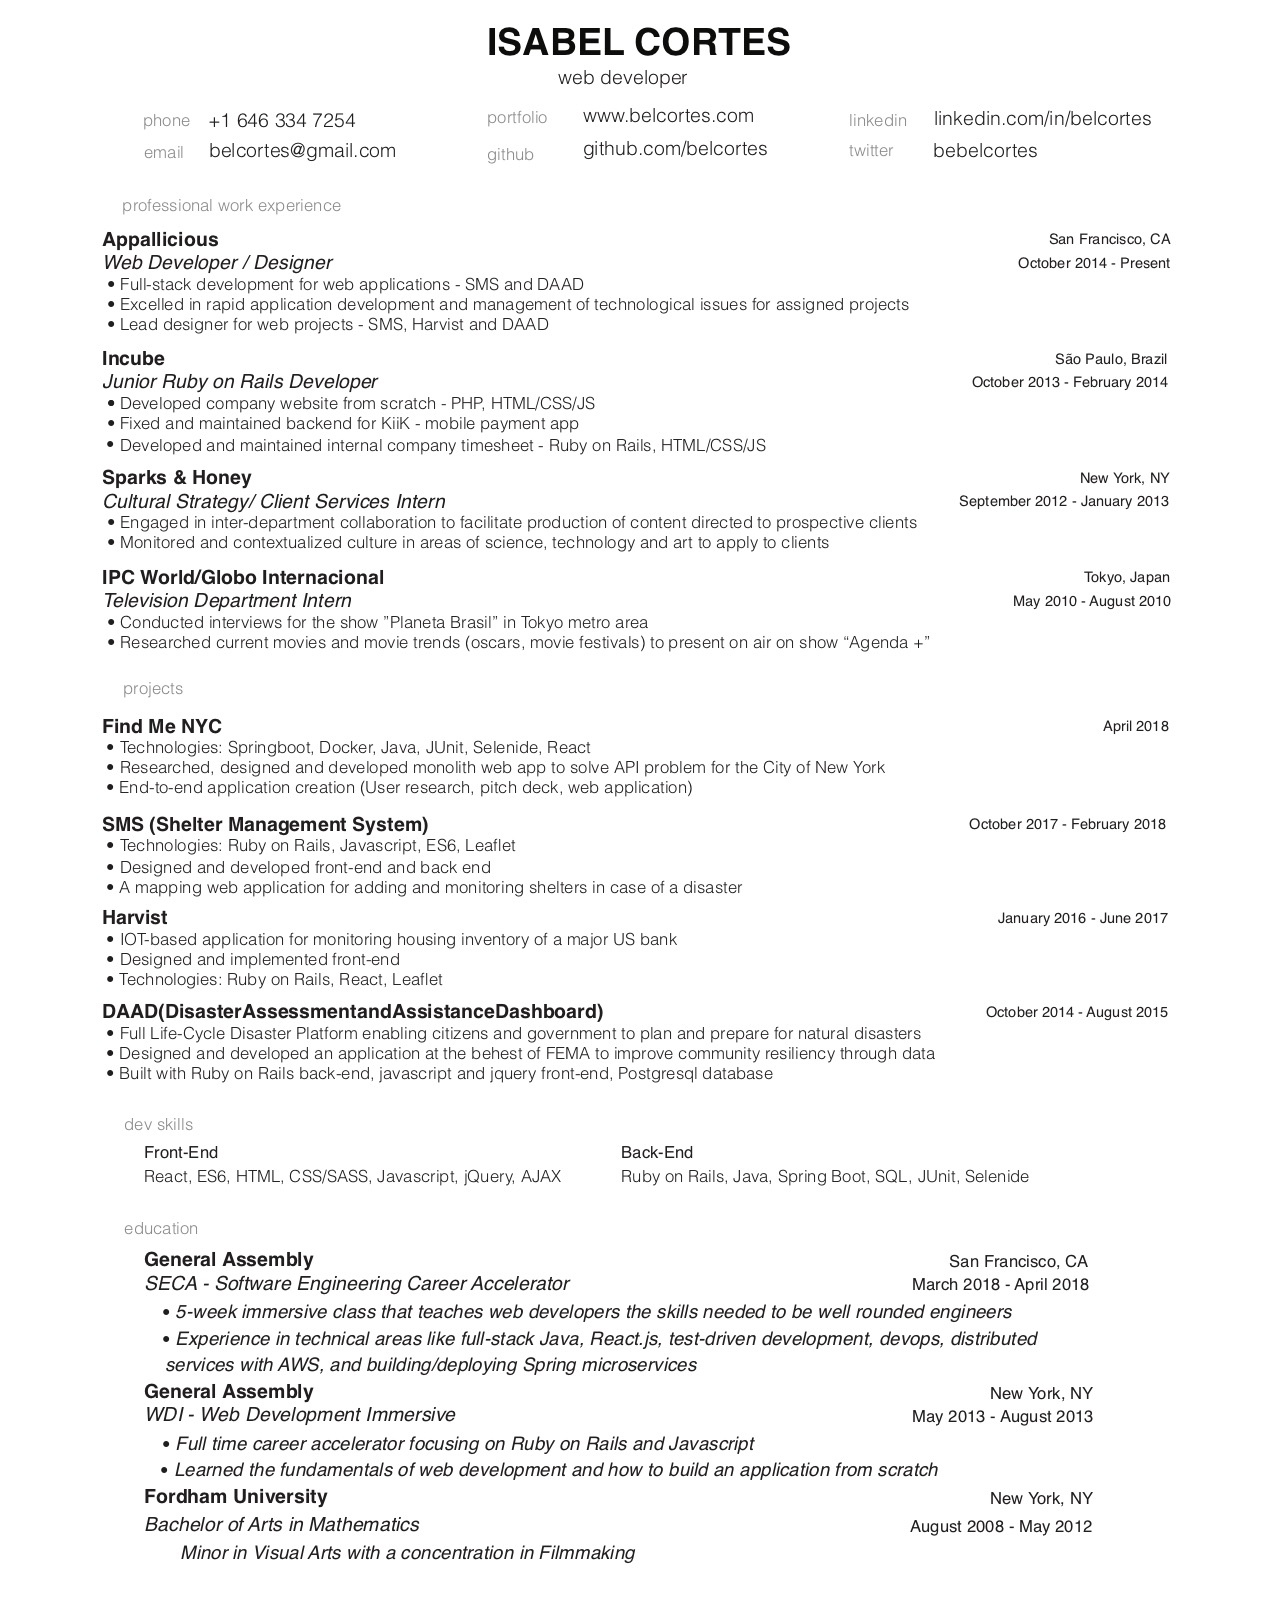 ISABEL CORTES
web developer
phone +1 646 334 7254
email belcortes@gmail.com
portfolio www.belcortes.com
github github.com/belcortes
linkedin linkedin.com/in/belcortes
twitter bebelcortes
professional work experience
Appallicious San Francisco, CA
Web Developer / Designer October 2014 - Present
• Full-stack development for web applications - SMS and DAAD
• Excelled in rapid application development and management of technological issues for assigned projects
• Lead designer for web projects - SMS, Harvist and DAAD
Incube São Paulo, Brazil
Junior Ruby on Rails Developer October 2013 - February 2014
• Developed company website from scratch - PHP, HTML/CSS/JS
• Fixed and maintained backend for KiiK - mobile payment app
• Developed and maintained internal company timesheet - Ruby on Rails, HTML/CSS/JS
Sparks & Honey New York, NY
Cultural Strategy/ Client Services Intern September 2012 - January 2013
• Engaged in inter-department collaboration to facilitate production of content directed to prospective clients
• Monitored and contextualized culture in areas of science, technology and art to apply to clients
IPC World/Globo Internacional Tokyo, Japan
Television Department Intern May 2010 - August 2010
• Conducted interviews for the show ”Planeta Brasil” in Tokyo metro area
• Researched current movies and movie trends (oscars, movie festivals) to present on air on show “Agenda +”
projects
Find Me NYC April 2018
• Technologies: Springboot, Docker, Java, JUnit, Selenide, React
• Researched, designed and developed monolith web app to solve API problem for the City of New York
• End-to-end application creation (User research, pitch deck, web application)
SMS (Shelter Management System) October 2017 - February 2018
• Technologies: Ruby on Rails, Javascript, ES6, Leaflet
• Designed and developed front-end and back end
• A mapping web application for adding and monitoring shelters in case of a disaster
Harvist January 2016 - June 2017
• IOT-based application for monitoring housing inventory of a major US bank
• Designed and implemented front-end
• Technologies: Ruby on Rails, React, Leaflet
DAAD(DisasterAssessmentandAssistanceDashboard) October 2014 - August 2015
• Full Life-Cycle Disaster Platform enabling citizens and government to plan and prepare for natural disasters
• Designed and developed an application at the behest of FEMA to improve community resiliency through data
• Built with Ruby on Rails back-end, javascript and jquery front-end, Postgresql database
dev skills
Front-End Back-End
React, ES6, HTML, CSS/SASS, Javascript, jQuery, AJAX Ruby on Rails, Java, Spring Boot, SQL, JUnit, Selenide
education
General Assembly San Francisco, CA
SECA - Software Engineering Career Accelerator March 2018 - April 2018
• 5-week immersive class that teaches web developers the skills needed to be well rounded engineers
• Experience in technical areas like full-stack Java, React.js, test-driven development, devops, distributed
services with AWS, and building/deploying Spring microservices
General Assembly New York, NY
WDI - Web Development Immersive May 2013 - August 2013
• Full time career accelerator focusing on Ruby on Rails and Javascript
• Learned the fundamentals of web development and how to build an application from scratch
Fordham University New York, NY
Bachelor of Arts in Mathematics August 2008 - May 2012
Minor in Visual Arts with a concentration in Filmmaking